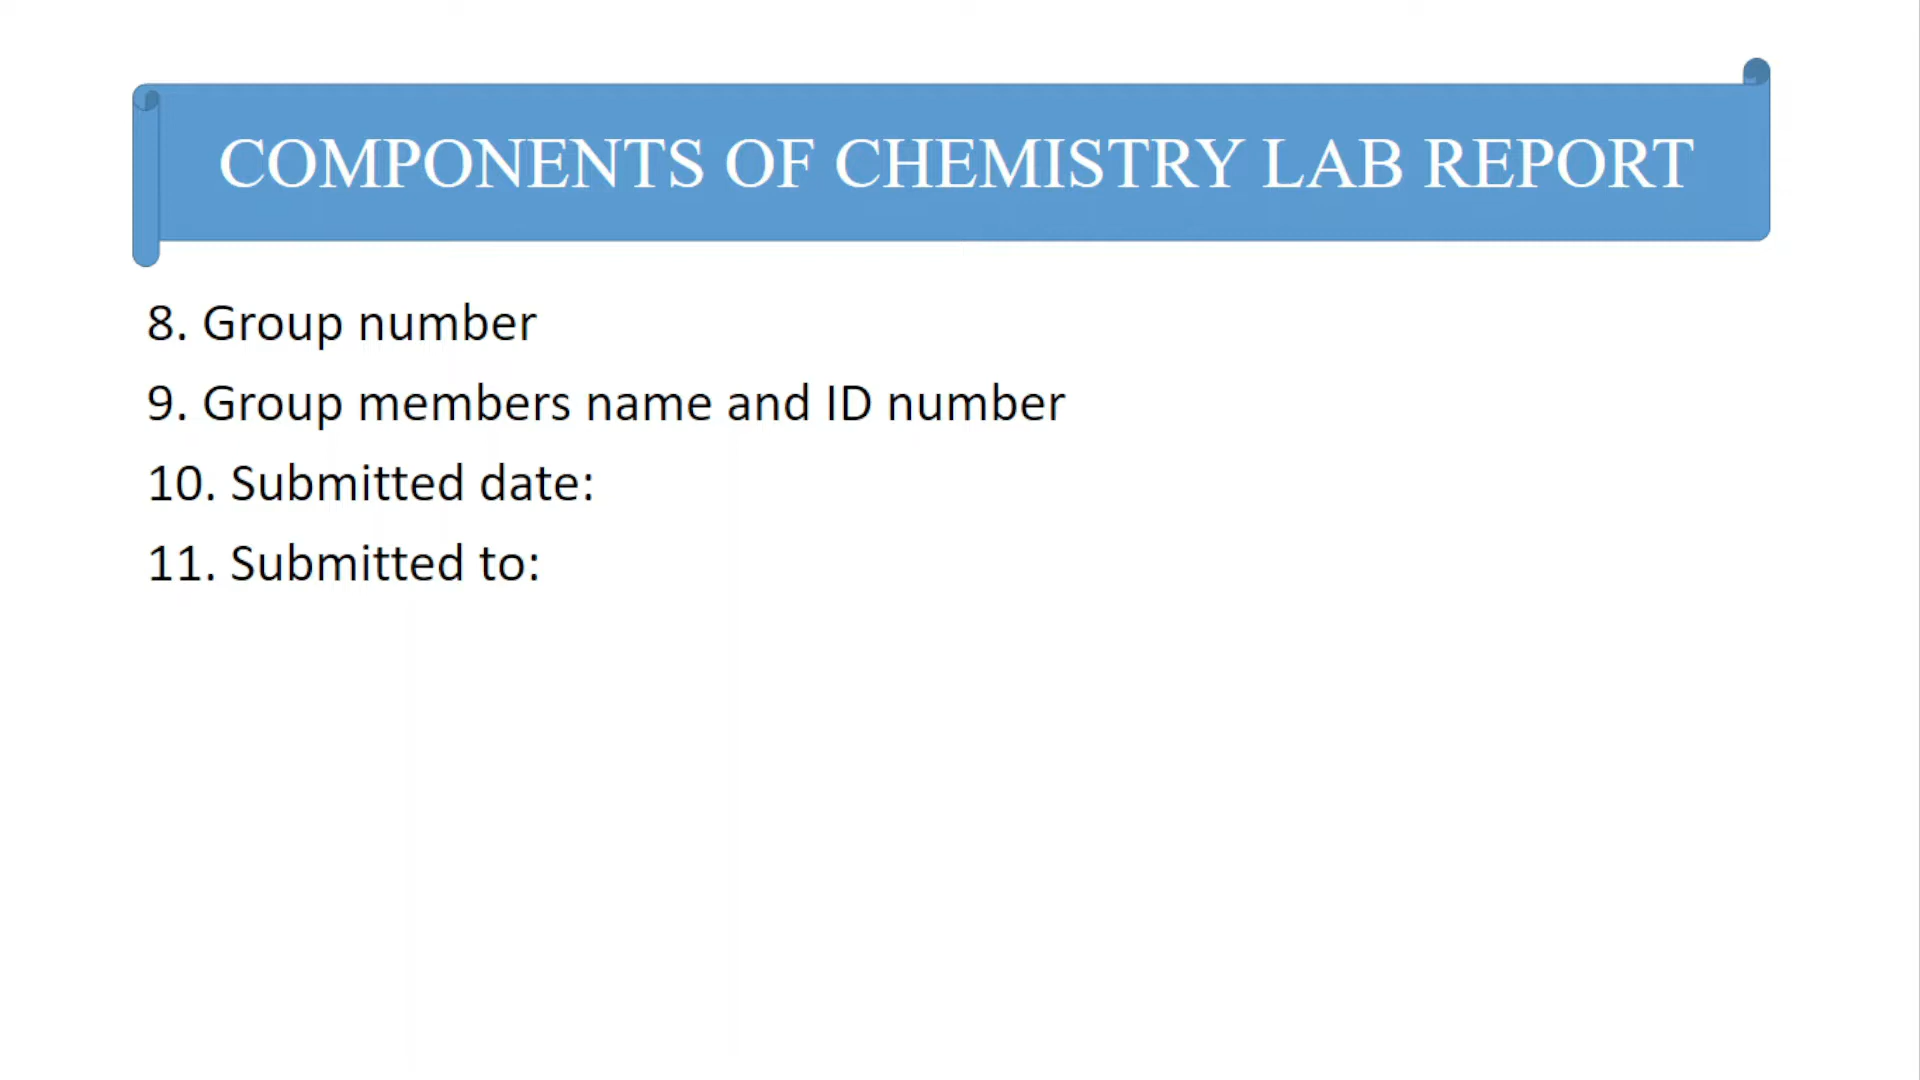 COMPONENTS OF CHEMISTRY LAB REPORT
8. Group number
9. Group members name and ID number
10. Submitted date:
11. Submitted to: